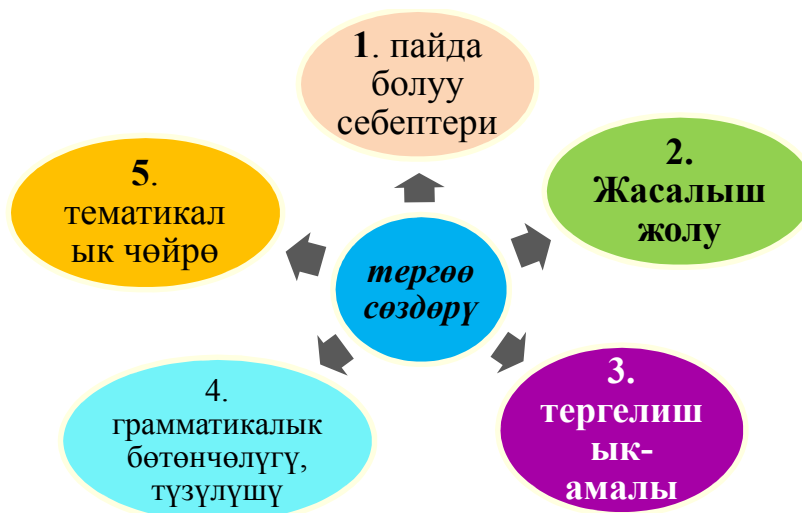 1. пайда
болуу
себептери
2.
Жасалыш
жолу
3.
тергелиш
ык-
амалы
4.
грамматикалык
бөтөнчөлүгү,
түзүлүшү
5.
тематикал
ык чөйрө
тергөө
сөздөрү